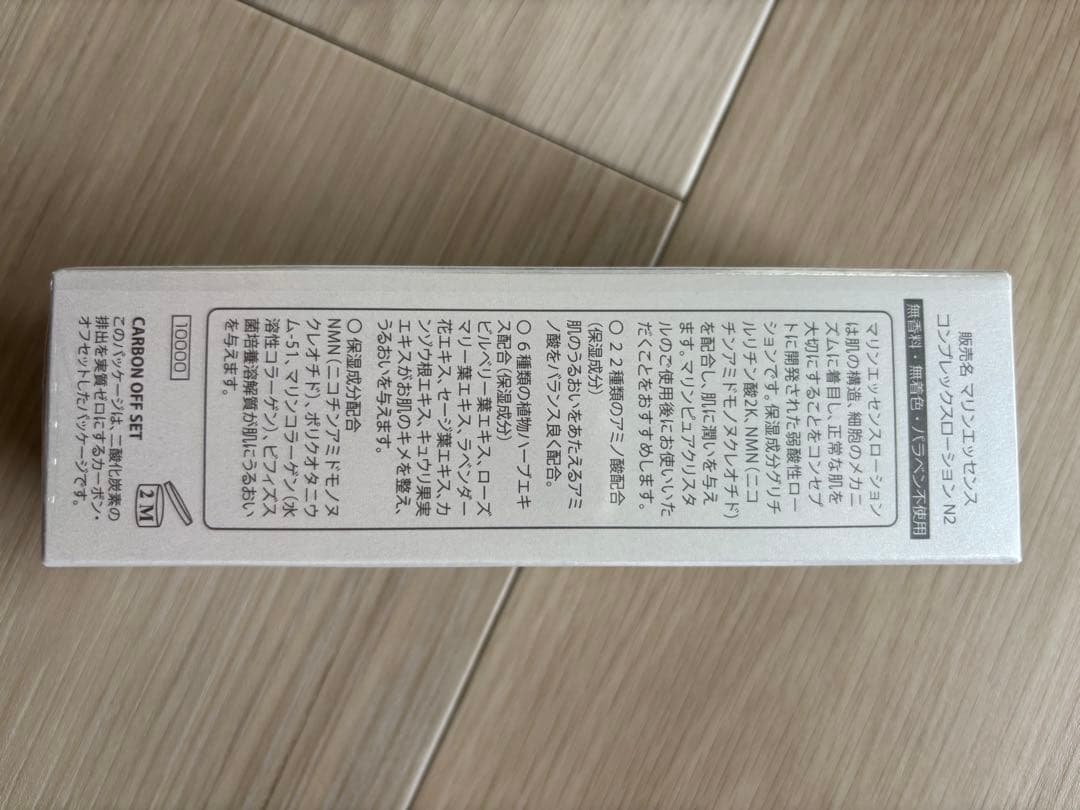 販売名 マリンエッセンス
コンプレックスローション N2
無香料・無着色・パラベン不使用
マリンエッセンスローション
は肌の構造、細胞のメカニ
ズムに着目し、正常な肌を
大切にすることをコンセプ
トに開発された弱酸性ロー
ションです。保湿成分グリチ
ルリチン酸2K、NMN(ニコ
チンアミドモノヌクレオチド)
を配合し、肌に潤いを与え
ます。マリンピュアクリスタ
ルのご使用後にお使いいた
だくことをおすすめします。
○22種類のアミノ酸配合
(保湿成分)
肌のうるおいをあたえるアミ
ノ酸をバランス良く配合。
○6種類の植物ハーブエキ
ス配合(保湿成分)
ビルベリー葉エキス、ローズ
マリー葉エキス、ラベンダー
花エキス、セージ葉エキス、カ
ンゾウ根エキス、キュウリ果実
エキスがお肌のキメを整え、
うるおいを与えます。
○保湿成分配合
NMN(ニコチンアミドモノヌ
クレオチド)、ポリクオタニウ
ム-51、マリンコラーゲン(水
溶性コラーゲン)、ビフィズス
菌培養溶解質が肌にうるおい
を与えます。
10000
2M
CARBON OFF SET
このパッケージは、二酸化炭素の
排出を実質ゼロにするカーボン・
オフセットしたパッケージです。